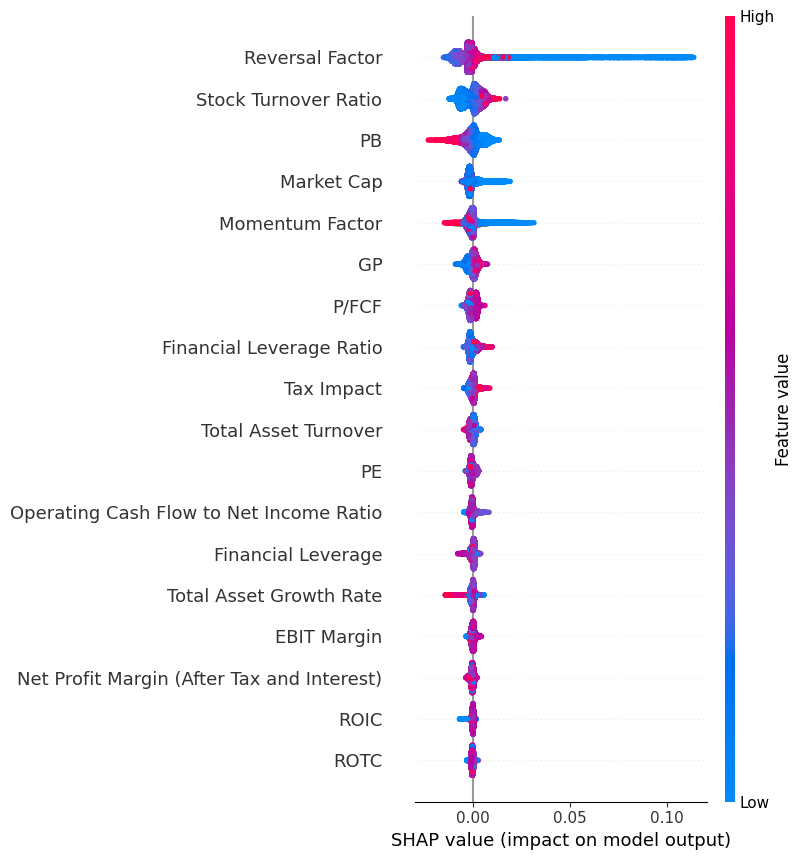 High
Reversal Factor
Stock Turnover Ratio
PB
Market Cap
Momentum Factor
GP
P/FCF
Financial Leverage Ratio
Tax Impact
Total Asset Turnover
PE
Operating Cash Flow to Net Income Ratio
Financial Leverage
Total Asset Growth Rate
EBIT Margin
Net Profit Margin (After Tax and Interest)
ROIC
ROTC
Feature value
Low
0.00 0.05 0.10
SHAP value (impact on model output)